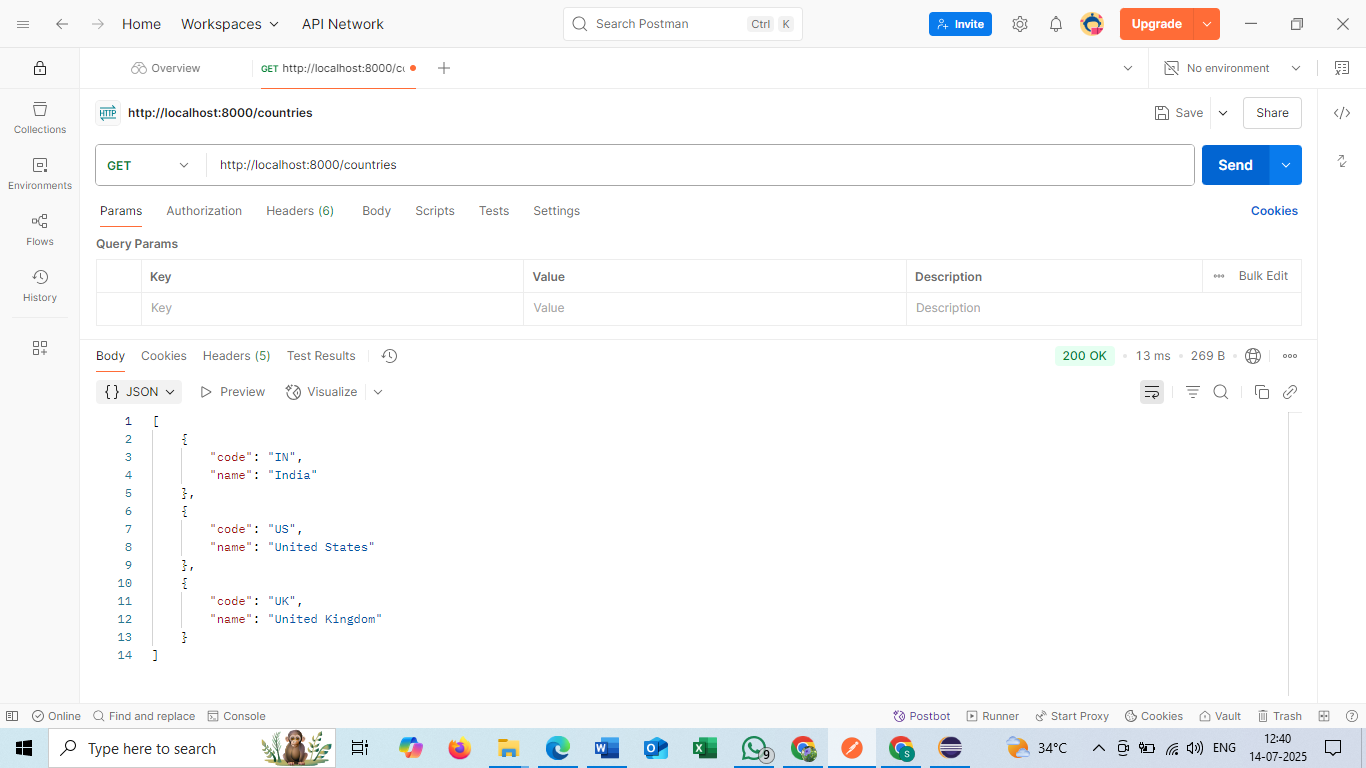 Home Workspaces API Network Search Postman Ctrl K Invite Upgrade
Overview GET http://localhost:8000/co No environment
HTTP http://localhost:8000/countries Save Share
Collections
GET http://localhost:8000/countries Send
Environments
Params Authorization Headers (6) Body Scripts Tests Settings Cookies
Flows
Query Params
Key Value Description Bulk Edit
History
Key Value Description
Body Cookies Headers (5) Test Results 200 OK 13 ms 269 B
{} JSON Preview Visualize
1 [
2 {
3 "code": "IN",
4 "name": "India"
5 },
6 {
7 "code": "US",
8 "name": "United States"
9 },
10 {
11 "code": "UK",
12 "name": "United Kingdom"
13 }
14 ]
Online Find and replace Console Postbot Runner Start Proxy Cookies Vault Trash
Type here to search 9 S 34°C ENG 12:40
14-07-2025